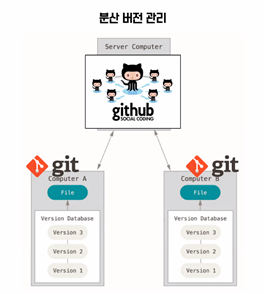 분산 버전 관리
Server Computer
github
SOCIAL CODING
git
git
Computer A
Computer B
File
File
Version Database
Version Database
Version 3
Version 3
Version 2
Version 2
Version 1
Version 1